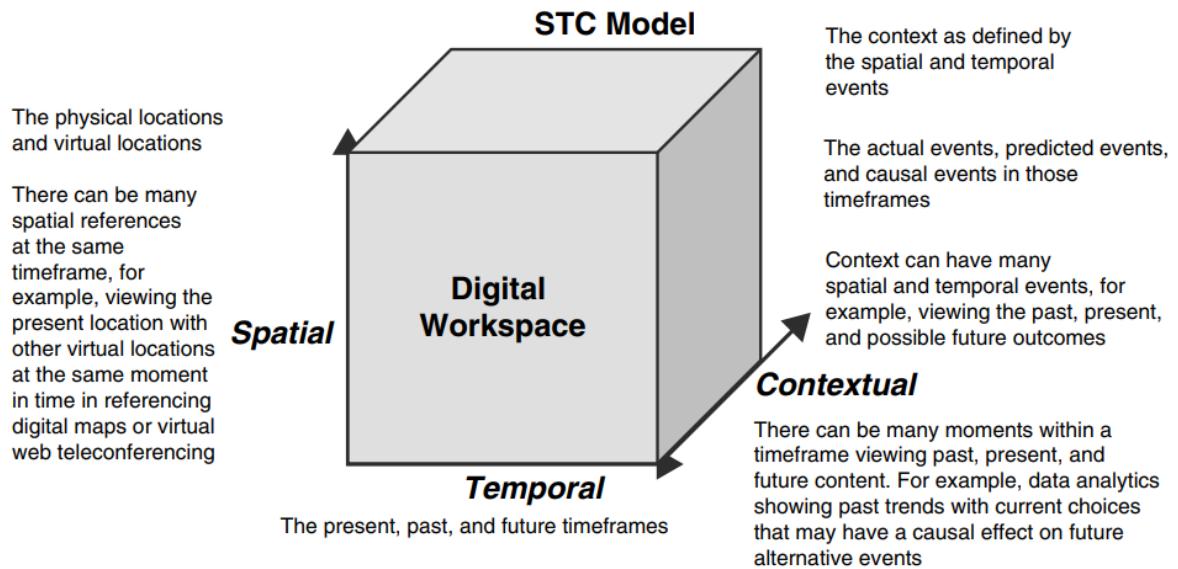 STC Model
The physical locations
and virtual locations
There can be many
spatial references
at the same
timeframe, for
example, viewing the
present location with
other virtual locations
at the same moment
in time in referencing
digital maps or virtual
web teleconferencing
Spatial
Digital
Workspace
Temporal
The present, past, and future timeframes
The context as defined by
the spatial and temporal
events
The actual events, predicted events,
and causal events in those
timeframes
Context can have many
spatial and temporal events, for
example, viewing the past, present,
and possible future outcomes
Contextual
There can be many moments within a
timeframe viewing past, present, and
future content. For example, data analytics
showing past trends with current choices
that may have a causal effect on future
alternative events